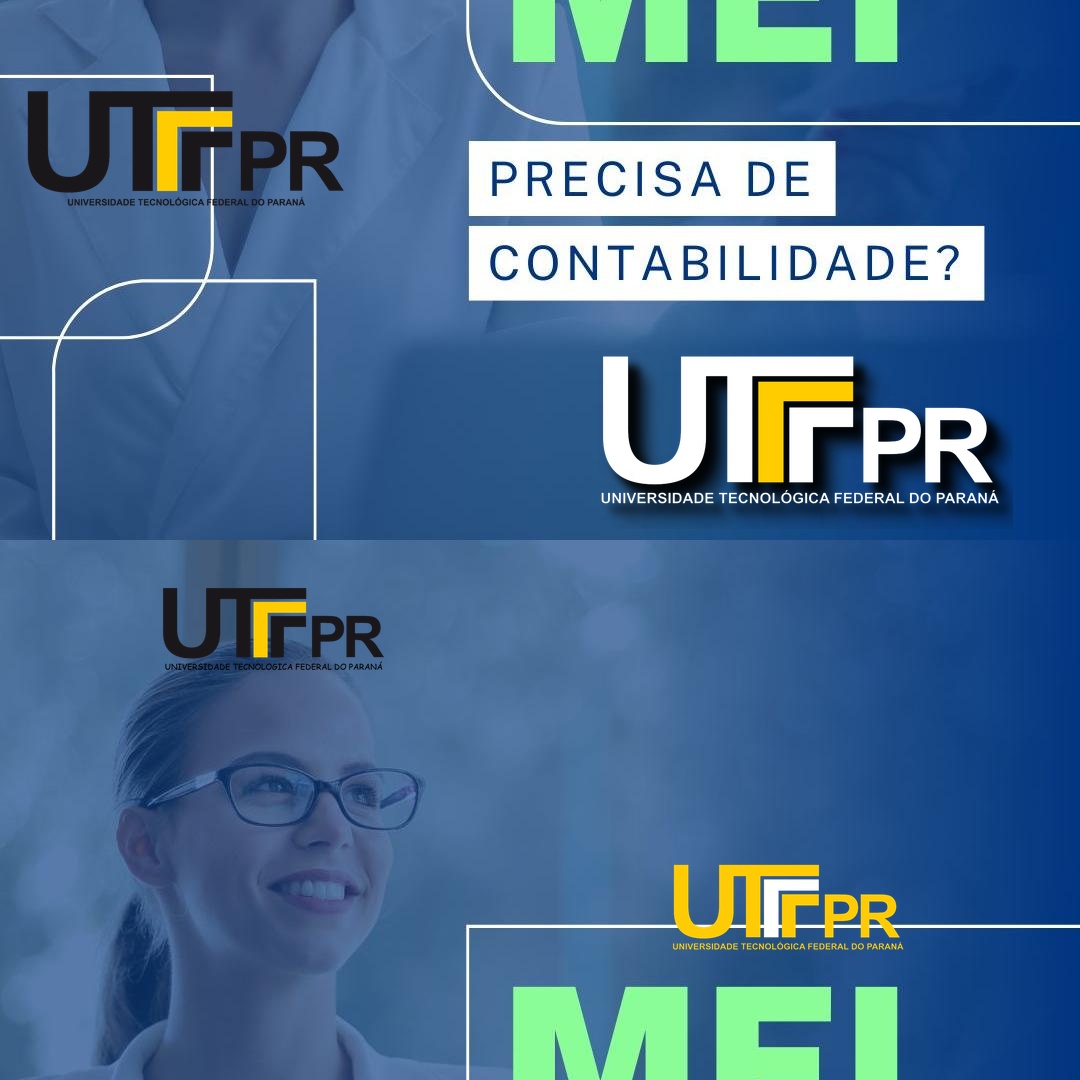 MEI
UTFPR
UNIVERSIDADE TECNOLÓGICA FEDERAL DO PARANÁ
PRECISA DE
CONTABILIDADE?
UTFPR
UNIVERSIDADE TECNOLÓGICA FEDERAL DO PARANÁ
UTFPR
UNIVERSIDADE TECNOLÓGICA FEDERAL DO PARANÁ
UTFPR
UNIVERSIDADE TECNOLÓGICA FEDERAL DO PARANÁ
MEI